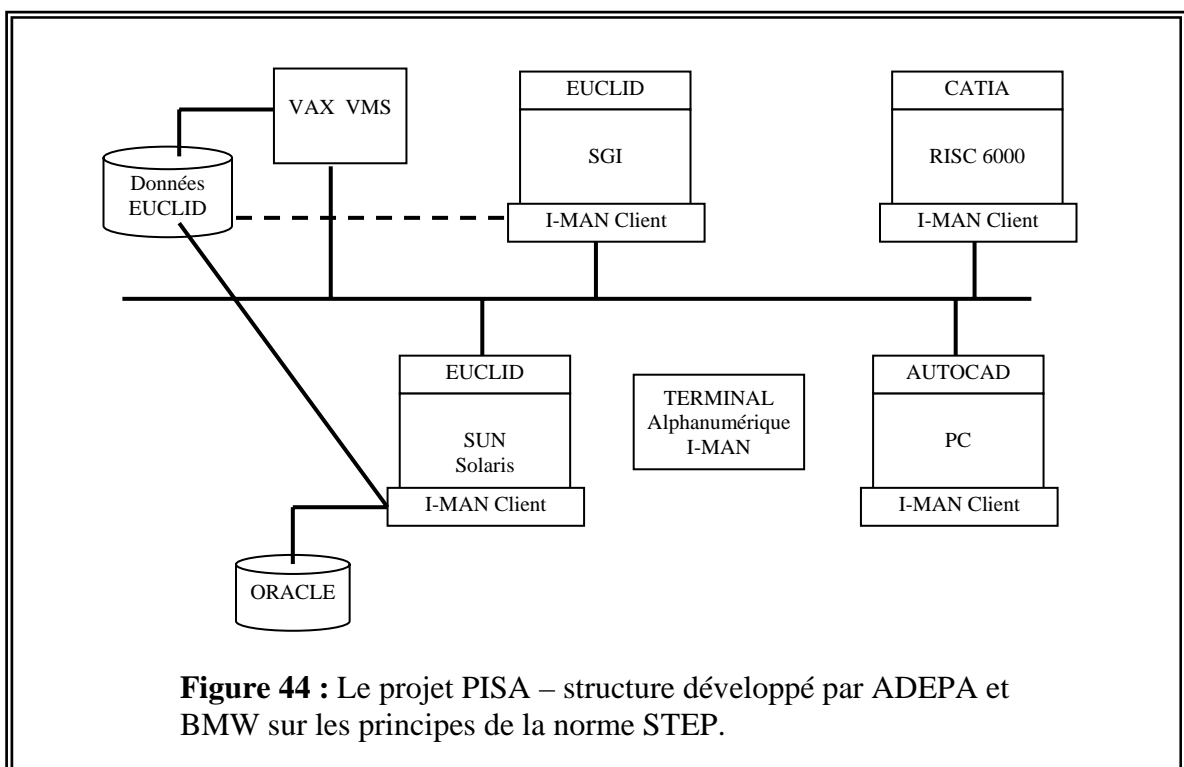 VAX VMS
EUCLID
SGI
I-MAN Client
CATIA
RISC 6000
I-MAN Client
Données
EUCLID
EUCLID
SUN
Solaris
I-MAN Client
TERMINAL
Alphanumérique
I-MAN
AUTOCAD
PC
I-MAN Client
ORACLE
Figure 44 : Le projet PISA – structure développé par ADEPA et
BMW sur les principes de la norme STEP.